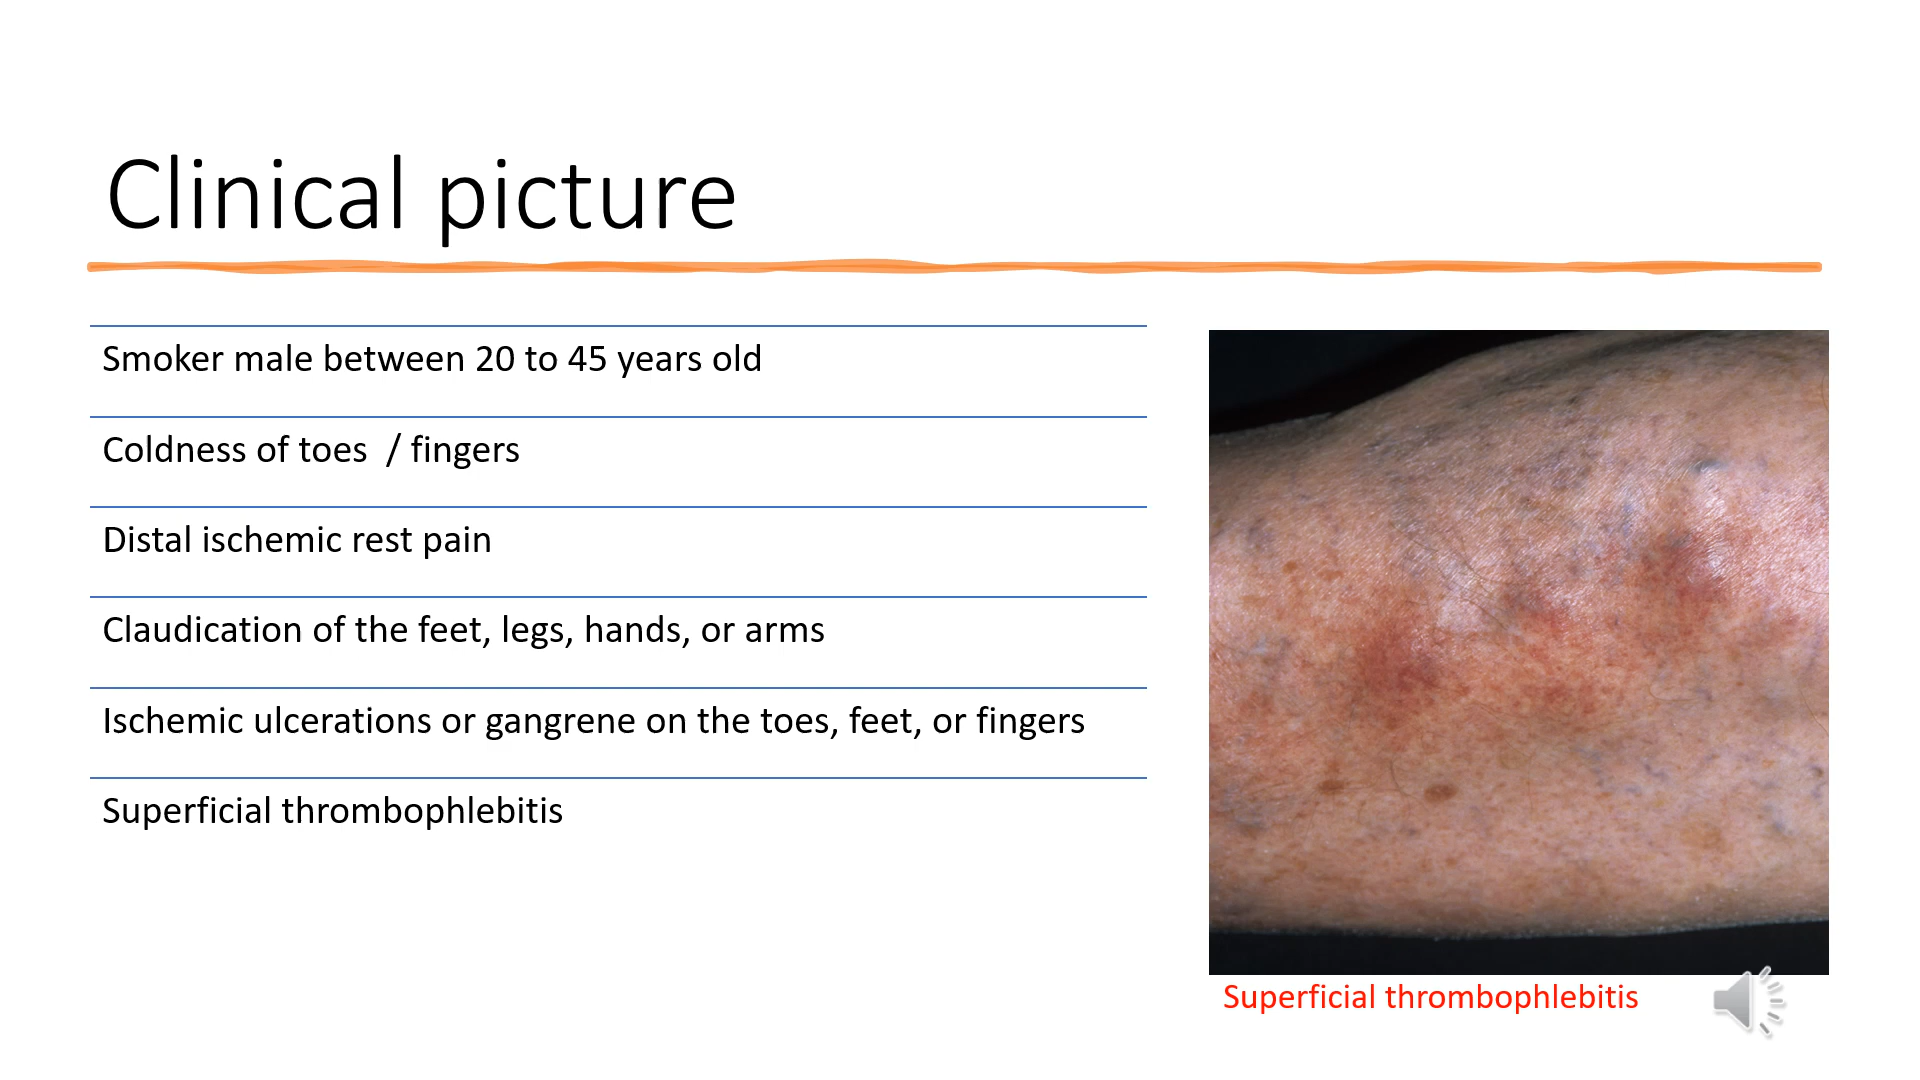 Clinical picture
Smoker male between 20 to 45 years old
Coldness of toes  / fingers
Distal ischemic rest pain
Claudication of the feet, legs, hands, or arms
Ischemic ulcerations or gangrene on the toes, feet, or fingers
Superficial thrombophlebitis
Superficial thrombophlebitis